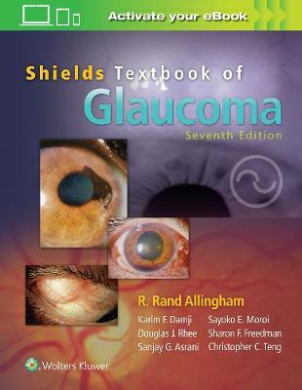 Activate your eBook
Shields Textbook of
Glaucoma
Seventh Edition
R. Rand Allingham
Karim F. Damji Sayoko E. Moroi
Douglas J. Rhee Sharon F. Freedman
Sanjay G. Asrani Christopher C. Teng
Wolters Kluwer